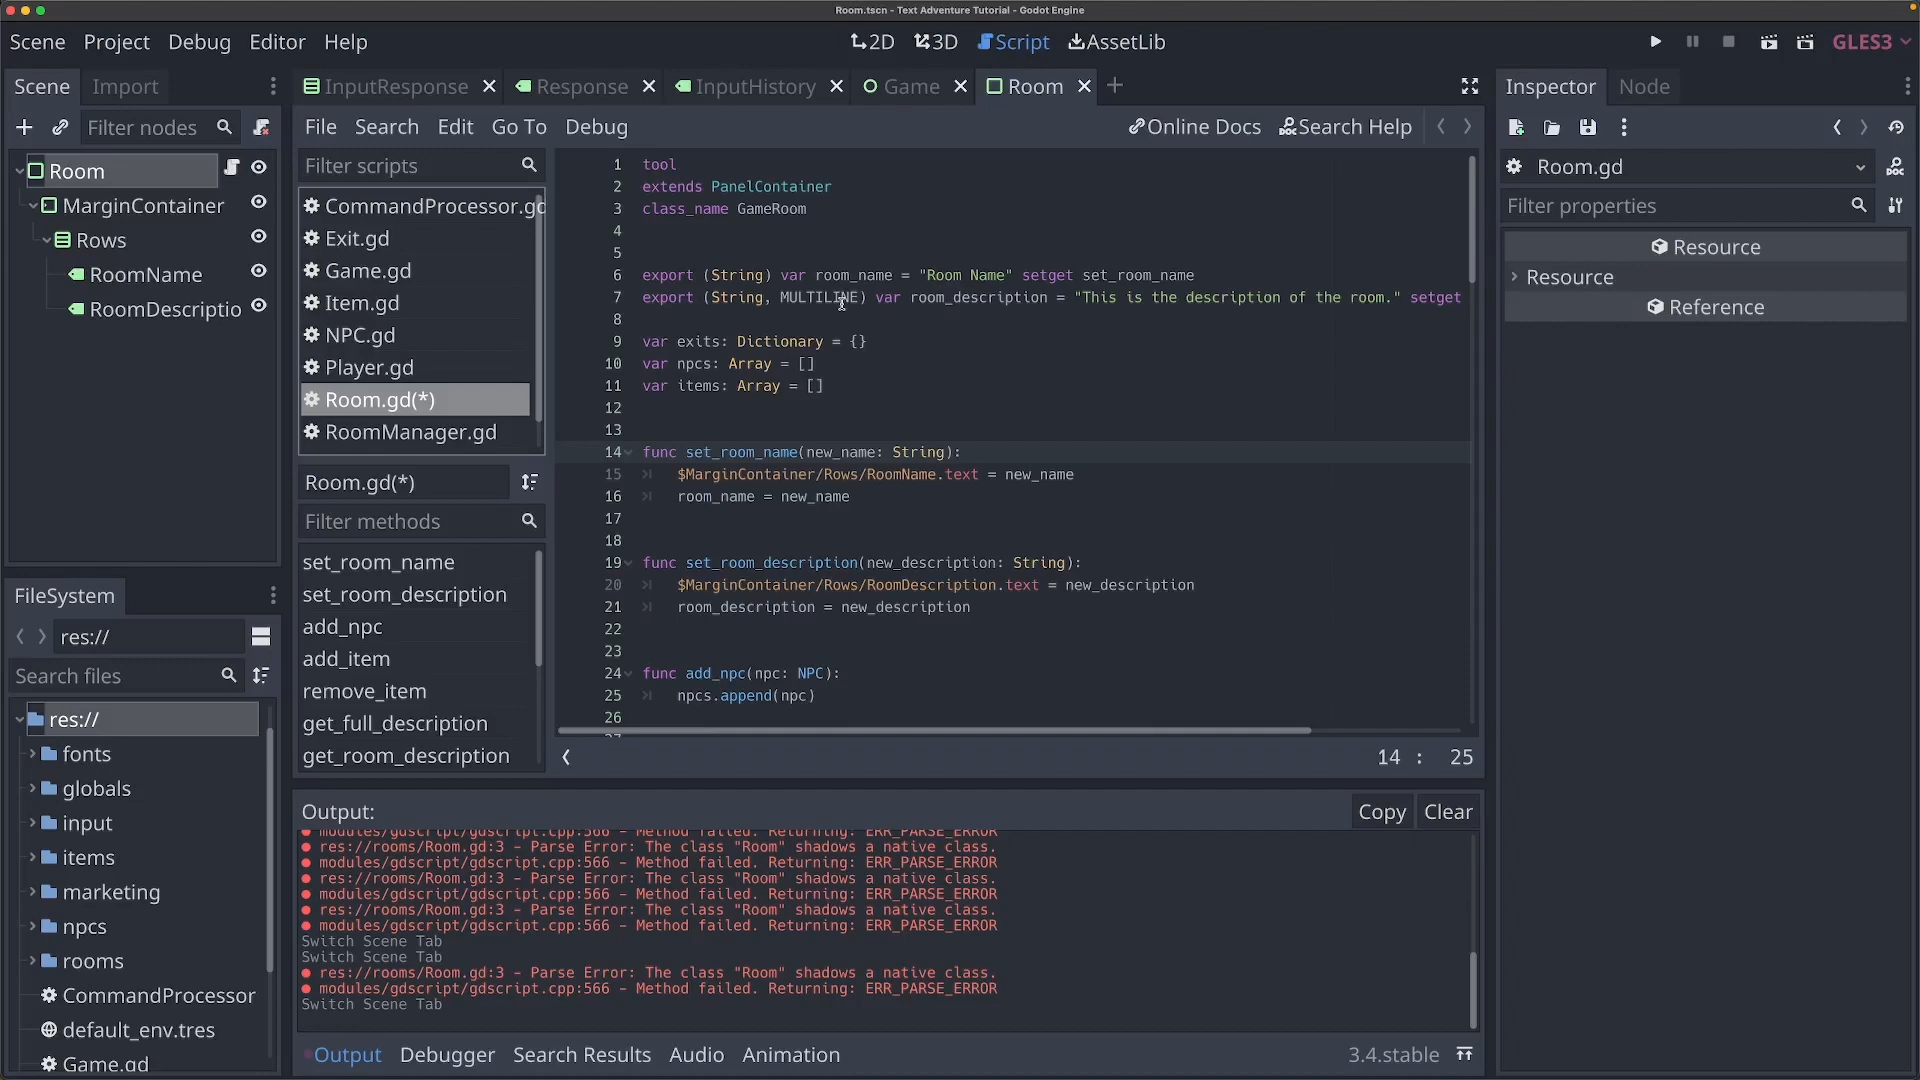 Room.tscn - Text Adventure Tutorial - Godot Engine
Scene Project Debug Editor Help
2D 3D Script AssetLib
GLES3
Scene Import
Filter nodes
Room
MarginContainer
Rows
RoomName
RoomDescriptio
FileSystem
res://
Search files
res://
fonts
globals
input
items
marketing
npcs
rooms
CommandProcessor
default_env.tres
Game.gd
InputResponse Response InputHistory Game Room
File Search Edit Go To Debug
Online Docs Search Help
Filter scripts
CommandProcessor.gd
Exit.gd
Game.gd
Item.gd
NPC.gd
Player.gd
Room.gd(*)
RoomManager.gd
Room.gd(*)
Filter methods
set_room_name
set_room_description
add_npc
add_item
remove_item
get_full_description
get_room_description
1 tool
2 extends PanelContainer
3 class_name GameRoom
4
5
6 export (String) var room_name = "Room Name" setget set_room_name
7 export (String, MULTILINE) var room_description = "This is the description of the room." setget
8
9 var exits: Dictionary = {}
10 var npcs: Array = []
11 var items: Array = []
12
13
14 func set_room_name(new_name: String):
15 $MarginContainer/Rows/RoomName.text = new_name
16 room_name = new_name
17
18
19 func set_room_description(new_description: String):
20 $MarginContainer/Rows/RoomDescription.text = new_description
21 room_description = new_description
22
23
24 func add_npc(npc: NPC):
25 npcs.append(npc)
26
14 : 25
Output:
Copy Clear
modules/gdscript/gdscript.cpp:566 - Method failed. Returning: ERR_PARSE_ERROR
res://rooms/Room.gd:3 - Parse Error: The class "Room" shadows a native class.
modules/gdscript/gdscript.cpp:566 - Method failed. Returning: ERR_PARSE_ERROR
res://rooms/Room.gd:3 - Parse Error: The class "Room" shadows a native class.
modules/gdscript/gdscript.cpp:566 - Method failed. Returning: ERR_PARSE_ERROR
res://rooms/Room.gd:3 - Parse Error: The class "Room" shadows a native class.
modules/gdscript/gdscript.cpp:566 - Method failed. Returning: ERR_PARSE_ERROR
Switch Scene Tab
Switch Scene Tab
res://rooms/Room.gd:3 - Parse Error: The class "Room" shadows a native class.
modules/gdscript/gdscript.cpp:566 - Method failed. Returning: ERR_PARSE_ERROR
Switch Scene Tab
Output Debugger Search Results Audio Animation
3.4.stable
Inspector Node
Room.gd
Filter properties
Resource
Resource
Reference